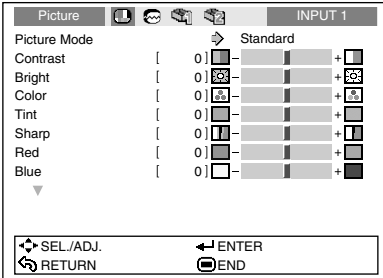 Picture INPUT 1
Picture Mode Standard
Contrast [ 0 ] – +
Bright [ 0 ] – +
Color [ 0 ] – +
Tint [ 0 ] – +
Sharp [ 0 ] – +
Red [ 0 ] – +
Blue [ 0 ] – +
SEL./ADJ. ENTER
RETURN END